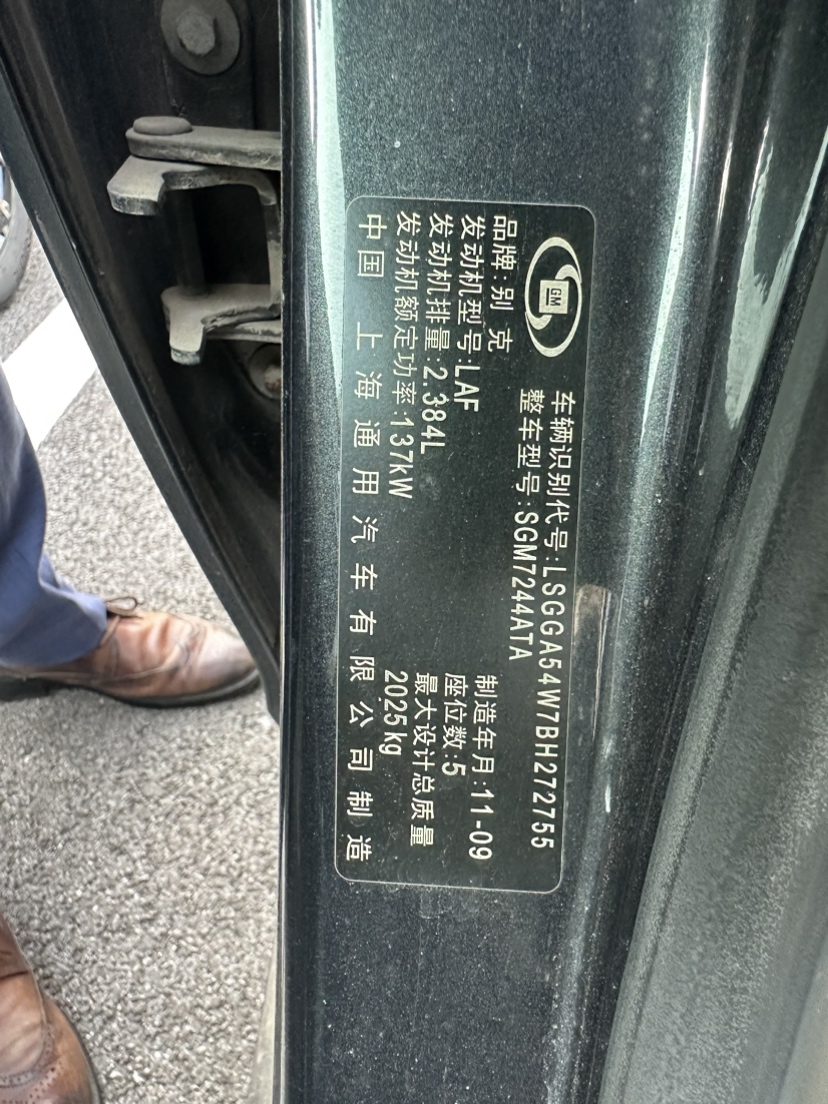 GM
车辆识别代号:LSGGA54W7BH272755
整车型号:SGM7244ATA
品牌:别 克
制造年月:11-09
发动机型号:LAF
座位数:5
发动机排量:2.384L
最大设计总质量
发动机额定功率:137kW
2025kg
中国 上海通用汽车有限公司制造